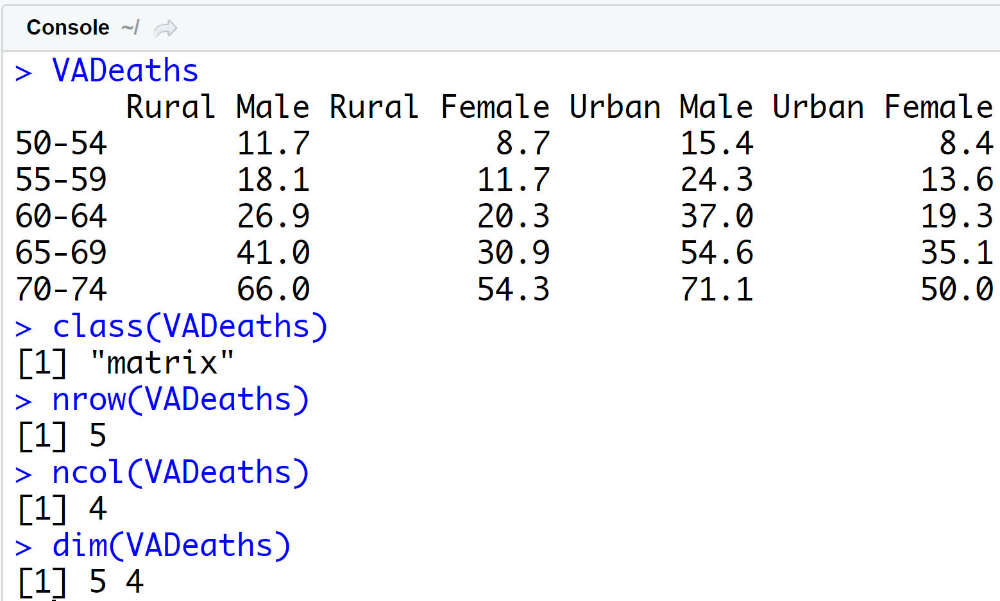 Console ~/
> VADeaths
      Rural Male Rural Female Urban Male Urban Female
50-54       11.7          8.7       15.4          8.4
55-59       18.1         11.7       24.3         13.6
60-64       26.9         20.3       37.0         19.3
65-69       41.0         30.9       54.6         35.1
70-74       66.0         54.3       71.1         50.0
> class(VADeaths)
[1] "matrix"
> nrow(VADeaths)
[1] 5
> ncol(VADeaths)
[1] 4
> dim(VADeaths)
[1] 5 4